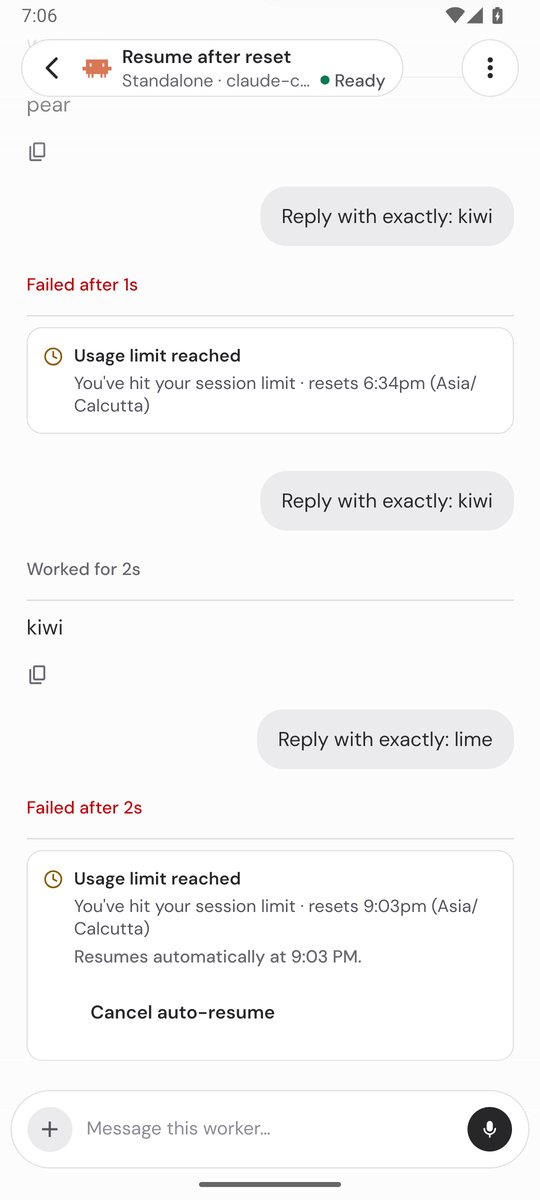 7:06
Resume after reset
Standalone · claude-c... Ready
pear
Reply with exactly: kiwi
Failed after 1s
Usage limit reached
You've hit your session limit · resets 6:34pm (Asia/
Calcutta)
Reply with exactly: kiwi
Worked for 2s
kiwi
Reply with exactly: lime
Failed after 2s
Usage limit reached
You've hit your session limit · resets 9:03pm (Asia/
Calcutta)
Resumes automatically at 9:03 PM.
Cancel auto-resume
Message this worker...